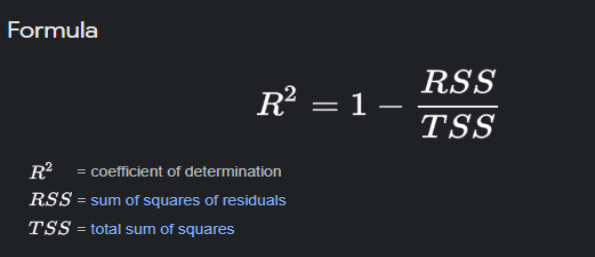 Formula
R² = 1 − RSS / TSS
R² = coefficient of determination
RSS = sum of squares of residuals
TSS = total sum of squares